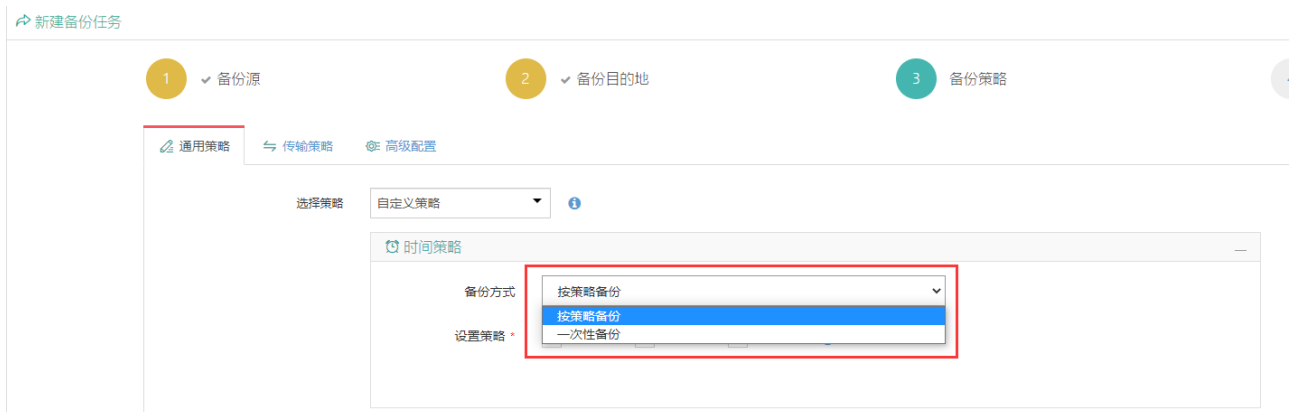 新建备份任务
1 备份源 2 备份目的地 3 备份策略
通用策略 传输策略 高级配置
选择策略 自定义策略
时间策略
备份方式 按策略备份
按策略备份
设置策略 * 一次性备份